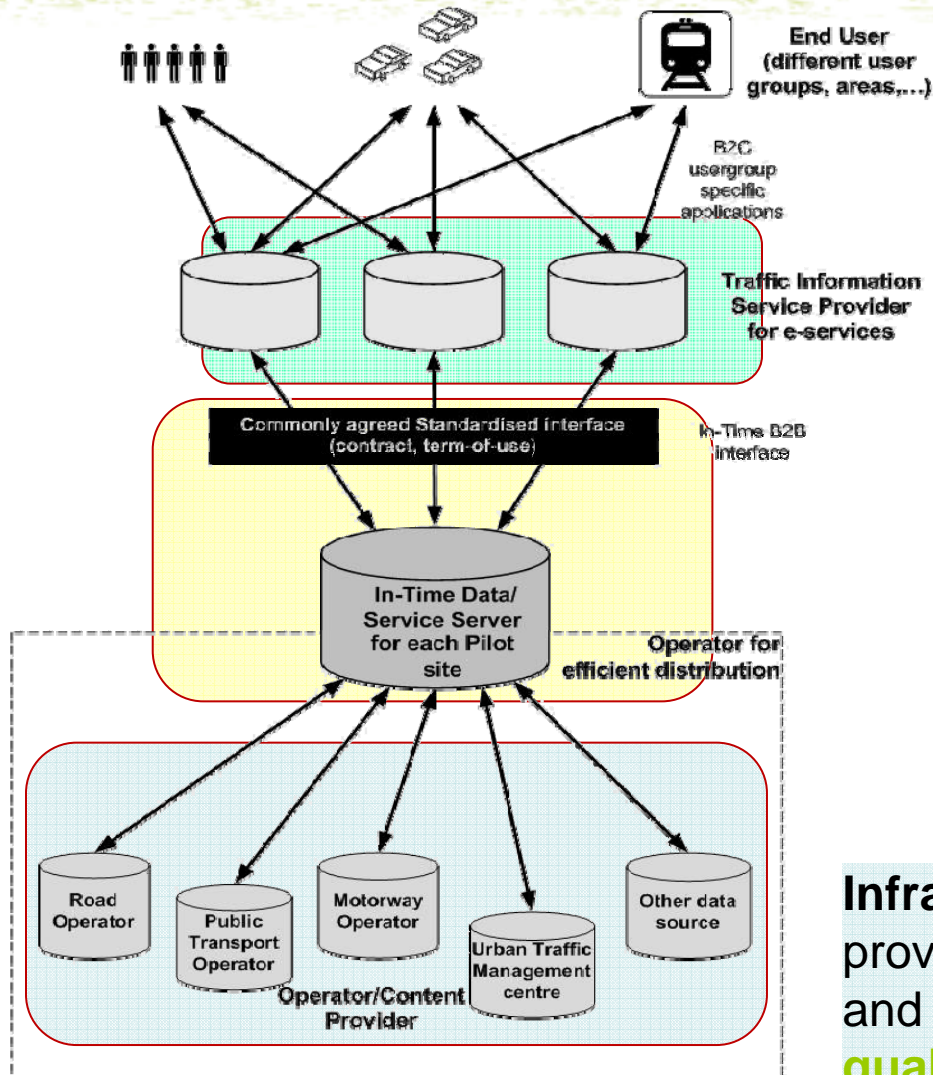 End User
(different user
groups, areas,...)
B2C
usergroup
specific
applications
Traffic Information
Service Provider
for e-services
Commonly agreed Standardised interface
(contract, term-of-use)
In-Time B2B
interface
In-Time Data/
Service Server
for each Pilot
site
Operator for
efficient distribution
Road
Operator
Public
Transport
Operator
Motorway
Operator
Urban Traffic
Management
centre
Other data
source
Operator/Content
Provider
Infra
prov
and
qual